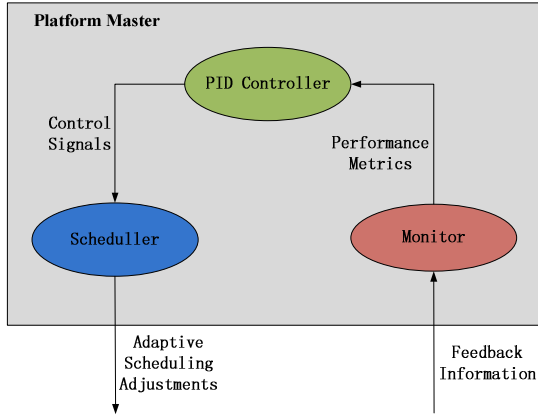 Platform Master
PID Controller
Control
Signals
Performance
Metrics
Scheduller
Monitor
Adaptive
Scheduling
Adjustments
Feedback
Information